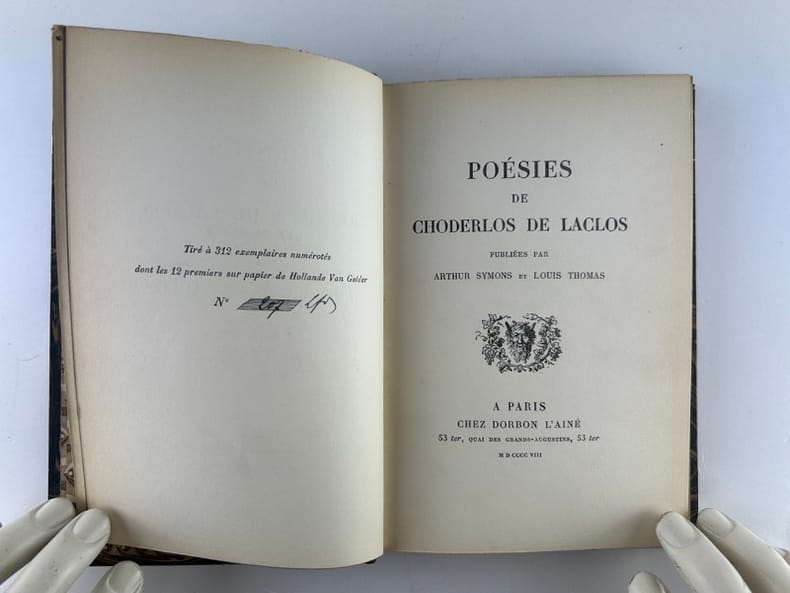 Tiré à 312 exemplaires numérotés
dont les 12 premiers sur papier de Hollande Van Gelder
N° 207
POÉSIES
DE
CHODERLOS DE LACLOS
PUBLIÉES PAR
ARTHUR SYMONS ET LOUIS THOMAS
A PARIS
CHEZ DORBON L'AINÉ
53 ter, QUAI DES GRANDS-AUGUSTINS, 53 ter
M D CCCC VIII